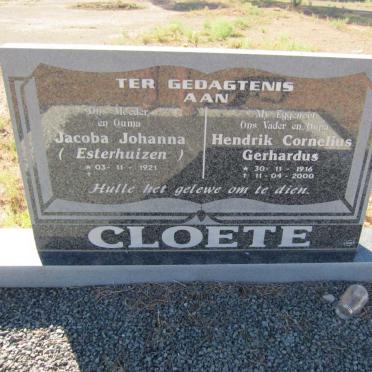 TER GEDAGTENIS
AAN
Ons Moeder
en Ouma
Jacoba Johanna
( Esterhuizen )
★ 03 - 11 - 1921
My Eggenoot
Ons Vader en Oupa
Hendrik Cornelius
Gerhardus
★ 30 - 11 - 1916
† 11 - 04 - 2000
Hulle het gelewe om te dien.
CLOETE